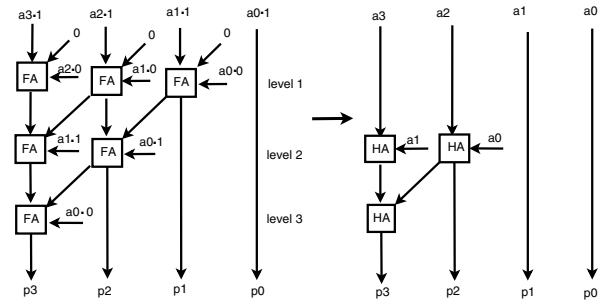 a3•1 a2•1 a1•1 a0•1 a3 a2 a1 a0
0 0 0
FA a2•0 FA a1•0 FA a0•0 level 1
FA a1•1 FA a0•1 level 2 HA a1 HA a0
FA a0•0 level 3 HA
p3 p2 p1 p0 p3 p2 p1 p0